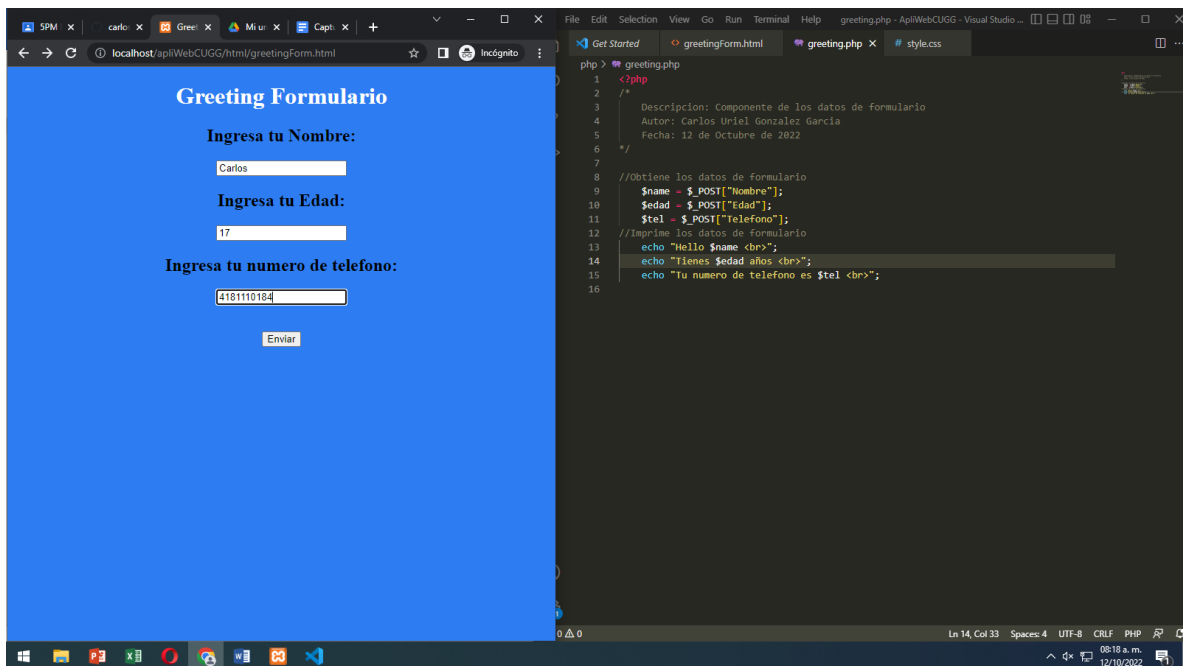 5PM
carlo
Greet
Mi un
Captu
localhost/apliWebCUGG/html/greetingForm.html
Incógnito
Greeting Formulario
Ingresa tu Nombre:
Carlos
Ingresa tu Edad:
17
Ingresa tu numero de telefono:
4181110184
Enviar
File Edit Selection View Go Run Terminal Help greeting.php - ApliWebCUGG - Visual Studio ...
Get Started greetingForm.html greeting.php # style.css
php > greeting.php
1 <?php
2 /*
3 Descripcion: Componente de los datos de formulario
4 Autor: Carlos Uriel Gonzalez Garcia
5 Fecha: 12 de Octubre de 2022
6 */
7
8 //Obtiene los datos de formulario
9 $name = $_POST["Nombre"];
10 $edad = $_POST["Edad"];
11 $tel = $_POST["Telefono"];
12 //Imprime los datos de formulario
13 echo "Hello $name <br>";
14 echo "Tienes $edad años <br>";
15 echo "Tu numero de telefono es $tel <br>";
16
0 0 Ln 14, Col 33 Spaces: 4 UTF-8 CRLF PHP
08:18 a. m.
12/10/2022